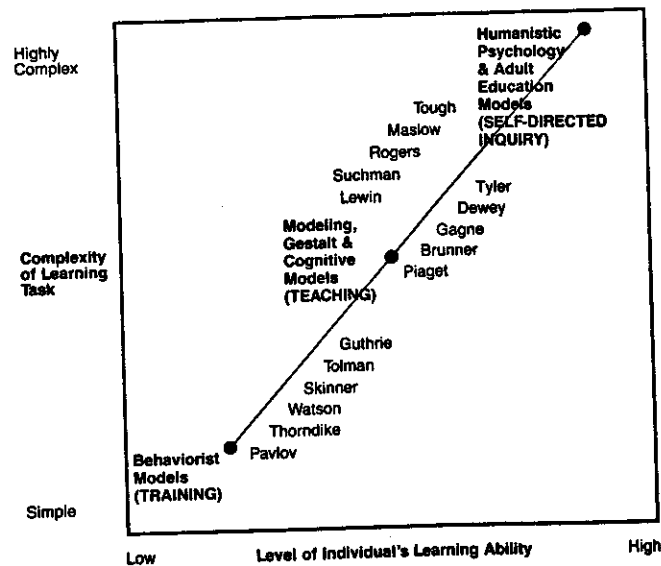 Highly
Complex
Humanistic
Psychology
& Adult
Education
Models
(SELF-DIRECTED
INQUIRY)
Tough
Maslow
Rogers
Suchman
Lewin
Tyler
Dewey
Gagne
Brunner
Piaget
Modeling,
Gestalt &
Cognitive
Models
(TEACHING)
Complexity
of Learning
Task
Guthrie
Tolman
Skinner
Watson
Thorndike
Pavlov
Behaviorist
Models
(TRAINING)
Simple
Low
Level of Individual's Learning Ability
High